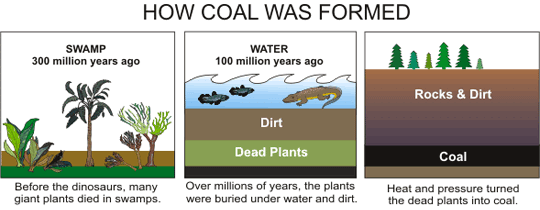 HOW COAL WAS FORMED
SWAMP
300 million years ago
Before the dinosaurs, many
giant plants died in swamps.
WATER
100 million years ago
Dirt
Dead Plants
Over millions of years, the plants
were buried under water and dirt.
Rocks & Dirt
Coal
Heat and pressure turned
the dead plants into coal.